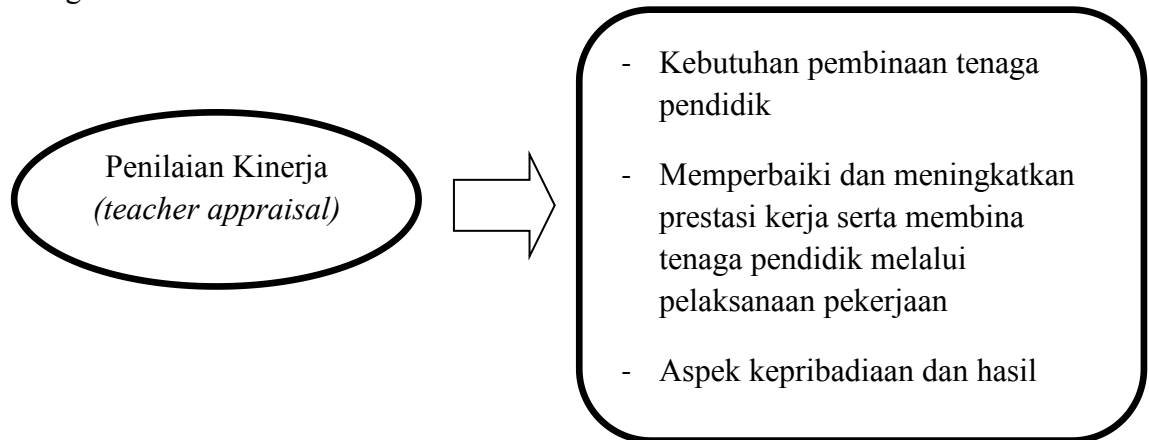 Penilaian Kinerja
(teacher appraisal)
- Kebutuhan pembinaan tenaga
pendidik
- Memperbaiki dan meningkatkan
prestasi kerja serta membina
tenaga pendidik melalui
pelaksanaan pekerjaan
- Aspek kepribadiaan dan hasil